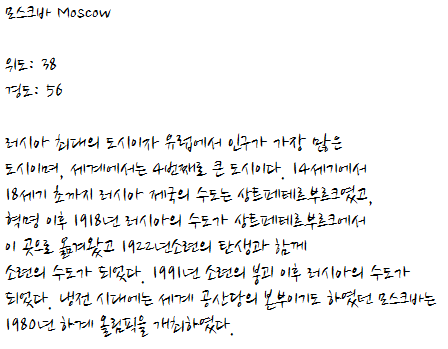 모스크바 Moscow
위도: 38
경도: 56
러시아 최대의 도시이자 유럽에서 인구가 가장 많은
도시이며, 세계에서는 4번째로 큰 도시이다. 14세기에서
18세기 초까지 러시아 제국의 수도는 상트페테르부르크였고,
혁명 이후 1918년 러시아의 수도가 상트페테르부르크에서
이 곳으로 옮겨왔고 1922년소련의 탄생과 함께
소련의 수도가 되었다. 1991년 소련의 붕괴 이후 러시아의 수도가
되었다. 냉전 시대에는 세계 공산당의 본부이기도 하였던 모스크바는
1980년 하계 올림픽을 개최하였다.